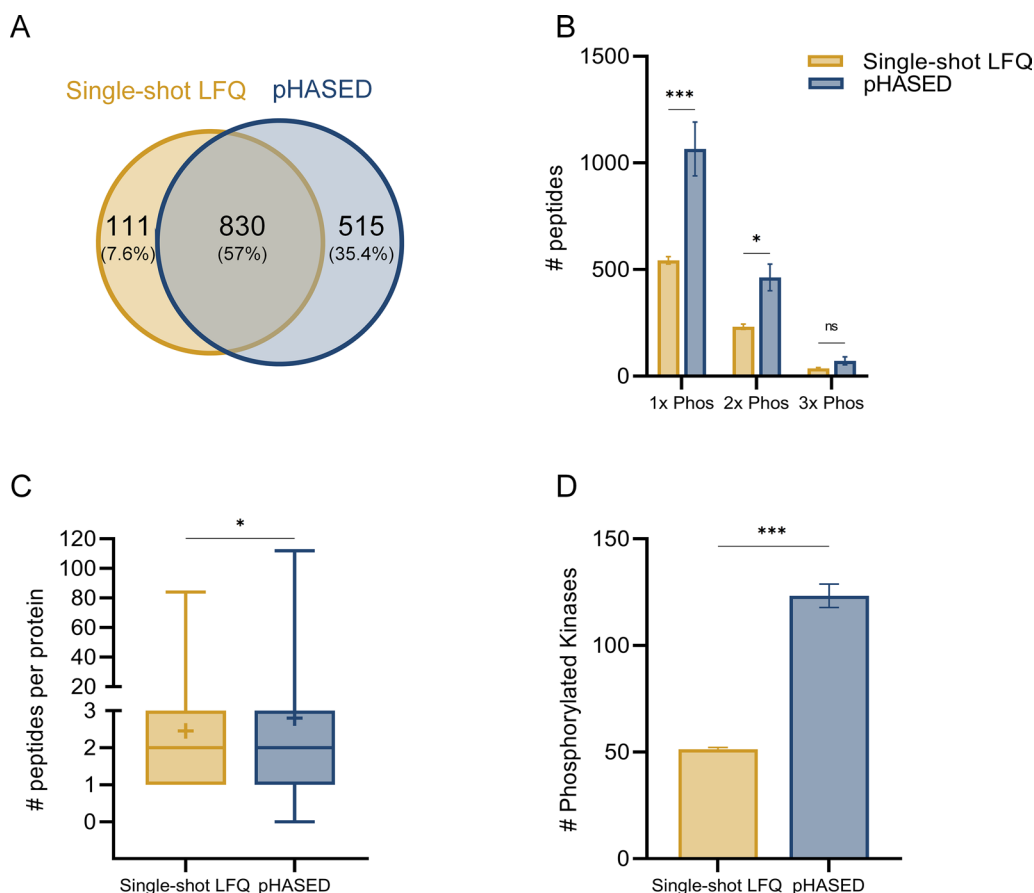 A
Single-shot LFQ pHASED
111 830 515
(7.6%) (57%) (35.4%)
B
Single-shot LFQ
pHASED
# peptides
1500
1000
500
0
***
*
ns
1x Phos 2x Phos 3x Phos
C
# peptides per protein
120
100
80
60
40
20
3
2
1
0
*
Single-shot LFQ pHASED
D
# Phosphorylated Kinases
150
100
50
0
***
Single-shot LFQ pHASED